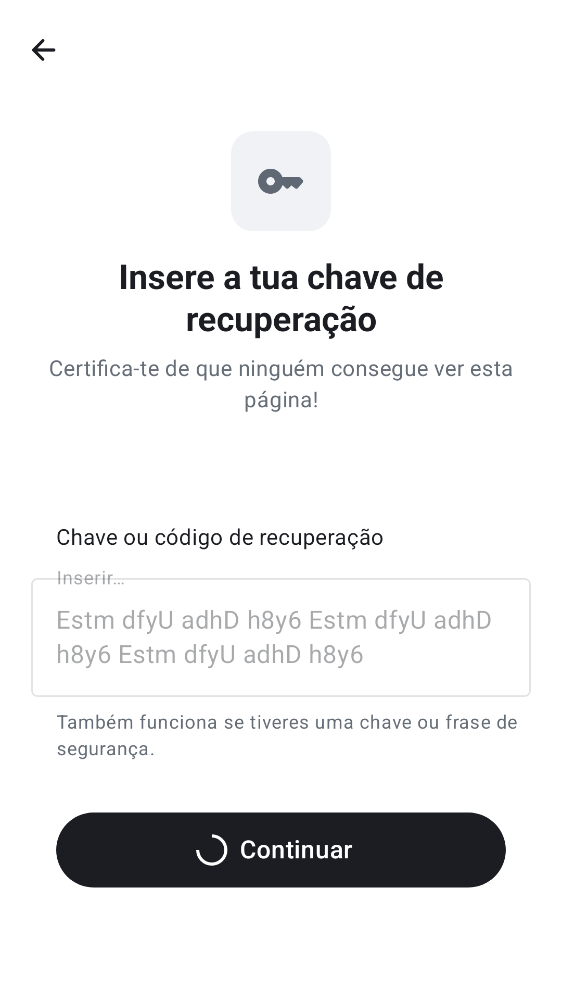 Insere a tua chave de
recuperação
Certifica-te de que ninguém consegue ver esta
página!
Chave ou código de recuperação
Inserir…
Estm dfyU adhD h8y6 Estm dfyU adhD
h8y6 Estm dfyU adhD h8y6
Também funciona se tiveres uma chave ou frase de
segurança.
Continuar